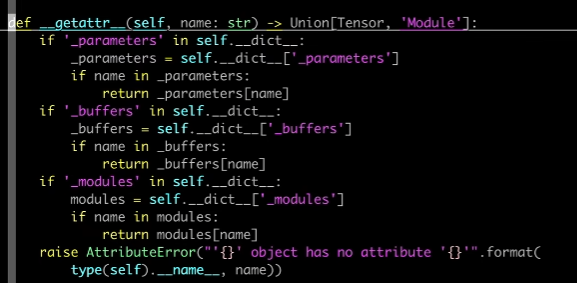 def __getattr__(self, name: str) -> Union[Tensor, 'Module']:
    if '_parameters' in self.__dict__:
        _parameters = self.__dict__['_parameters']
        if name in _parameters:
            return _parameters[name]
    if '_buffers' in self.__dict__:
        _buffers = self.__dict__['_buffers']
        if name in _buffers:
            return _buffers[name]
    if '_modules' in self.__dict__:
        modules = self.__dict__['_modules']
        if name in modules:
            return modules[name]
    raise AttributeError("'{}' object has no attribute '{}'".format(
        type(self).__name__, name))